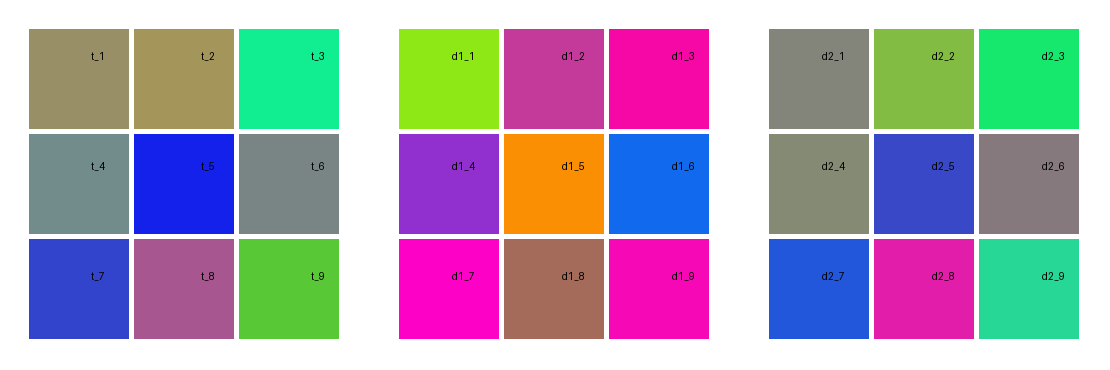 t_1 t_2 t_3 d1_1 d1_2 d1_3 d2_1 d2_2 d2_3
t_4 t_5 t_6 d1_4 d1_5 d1_6 d2_4 d2_5 d2_6
t_7 t_8 t_9 d1_7 d1_8 d1_9 d2_7 d2_8 d2_9